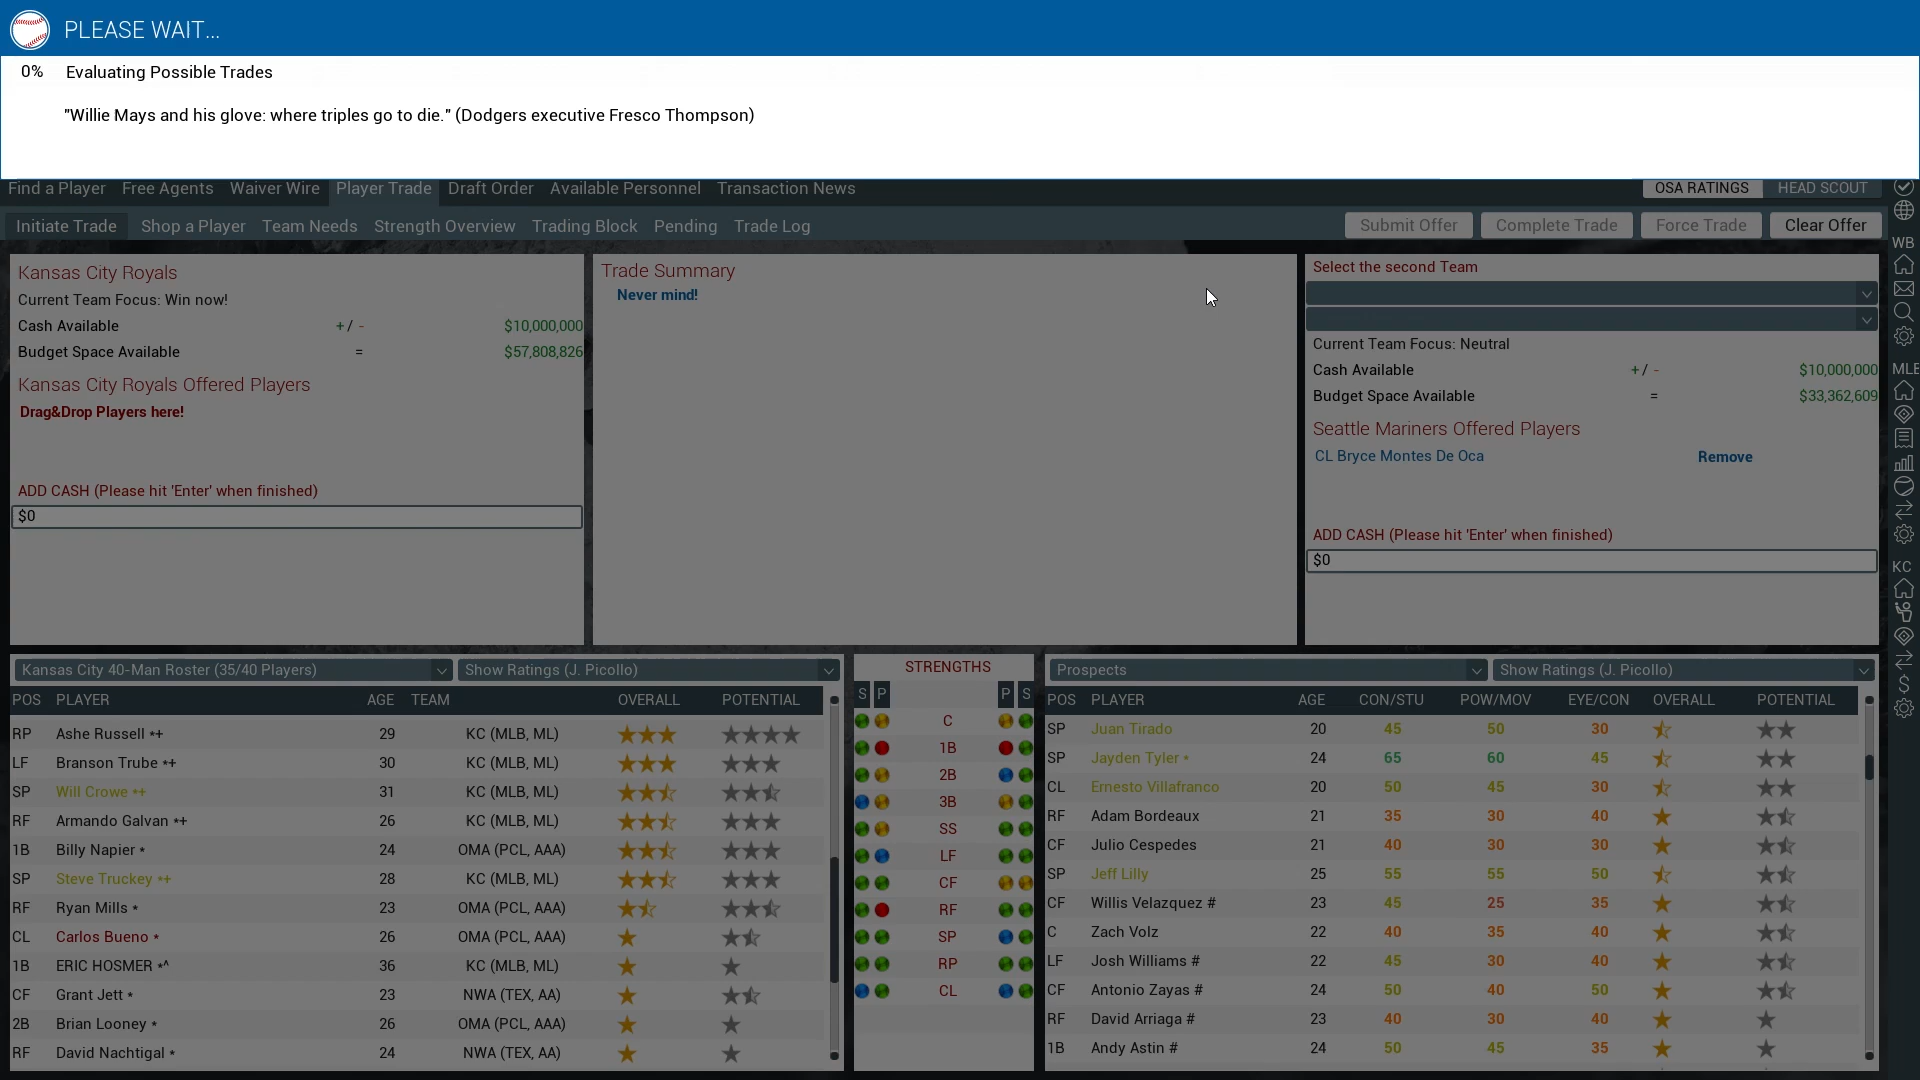 PLEASE WAIT...
0% Evaluating Possible Trades
"Willie Mays and his glove: where triples go to die." (Dodgers executive Fresco Thompson)
Find a Player Free Agents Waiver Wire Player Trade Draft Order Available Personnel Transaction News OSA RATINGS HEAD SCOUT
Initiate Trade Shop a Player Team Needs Strength Overview Trading Block Pending Trade Log Submit Offer Complete Trade Force Trade Clear Offer
Kansas City Royals
Current Team Focus: Win now!
Cash Available +/- $10,000,000
Budget Space Available = $57,808,826
Kansas City Royals Offered Players
Drag&Drop Players here!
ADD CASH (Please hit 'Enter' when finished)
$0
Trade Summary
Never mind!
Select the second Team
Current Team Focus: Neutral
Cash Available +/- $10,000,000
Budget Space Available = $33,362,609
Seattle Mariners Offered Players
CL Bryce Montes De Oca Remove
ADD CASH (Please hit 'Enter' when finished)
$0
WB
MLB
KC
$
Kansas City 40-Man Roster (35/40 Players) Show Ratings (J. Picollo)
POS PLAYER AGE TEAM OVERALL POTENTIAL
RP Ashe Russell *+ 29 KC (MLB, ML)
LF Branson Trube *+ 30 KC (MLB, ML)
SP Will Crowe *+ 31 KC (MLB, ML)
RF Armando Galvan *+ 26 KC (MLB, ML)
1B Billy Napier * 24 OMA (PCL, AAA)
SP Steve Truckey *+ 28 KC (MLB, ML)
RF Ryan Mills * 23 OMA (PCL, AAA)
CL Carlos Bueno * 26 OMA (PCL, AAA)
1B ERIC HOSMER *^ 36 KC (MLB, ML)
CF Grant Jett * 23 NWA (TEX, AA)
2B Brian Looney * 26 OMA (PCL, AAA)
RF David Nachtigal * 24 NWA (TEX, AA)
STRENGTHS
S P P S
C
1B
2B
3B
SS
LF
CF
RF
SP
RP
CL
Prospects Show Ratings (J. Picollo)
POS PLAYER AGE CON/STU POW/MOV EYE/CON OVERALL POTENTIAL
SP Juan Tirado 20 45 50 30
SP Jayden Tyler * 24 65 60 45
CL Ernesto Villafranco 20 50 45 30
RF Adam Bordeaux 21 35 30 40
CF Julio Cespedes 21 40 30 30
SP Jeff Lilly 25 55 55 50
CF Willis Velazquez # 23 45 25 35
C Zach Volz 22 40 35 40
LF Josh Williams # 22 45 30 40
CF Antonio Zayas # 24 50 40 50
RF David Arriaga # 23 40 30 40
1B Andy Astin # 24 50 45 35